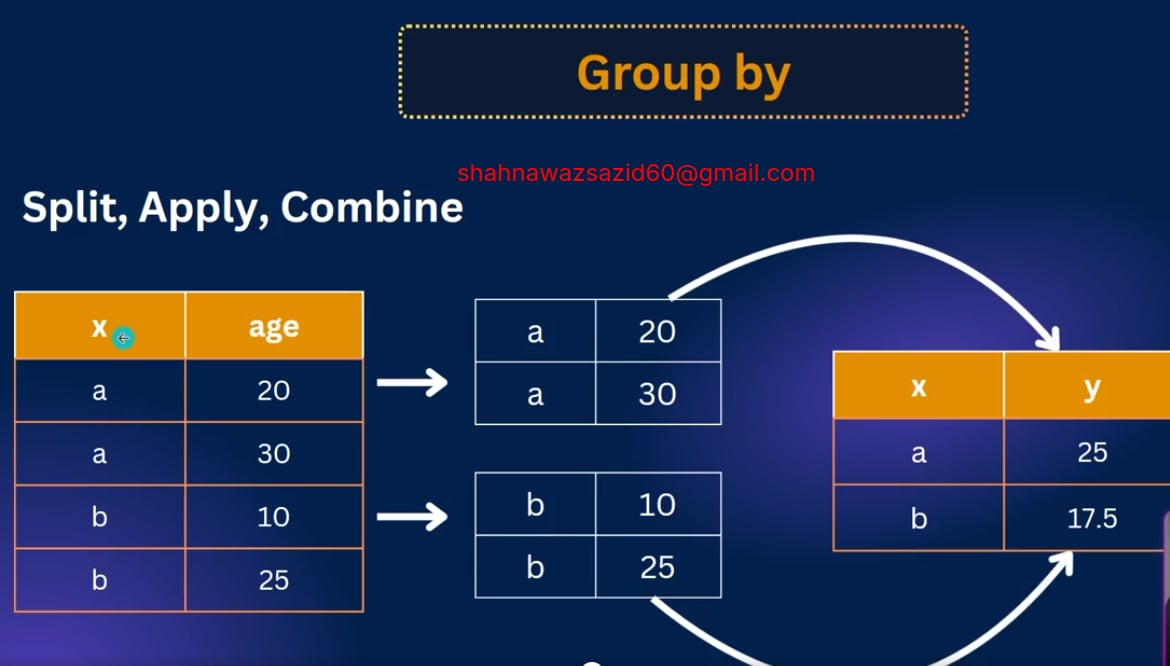 Group by
shahnawazsazid60@gmail.com
Split, Apply, Combine
x age
a 20
a 30
b 10
b 25
a 20
a 30
b 10
b 25
x y
a 25
b 17.5